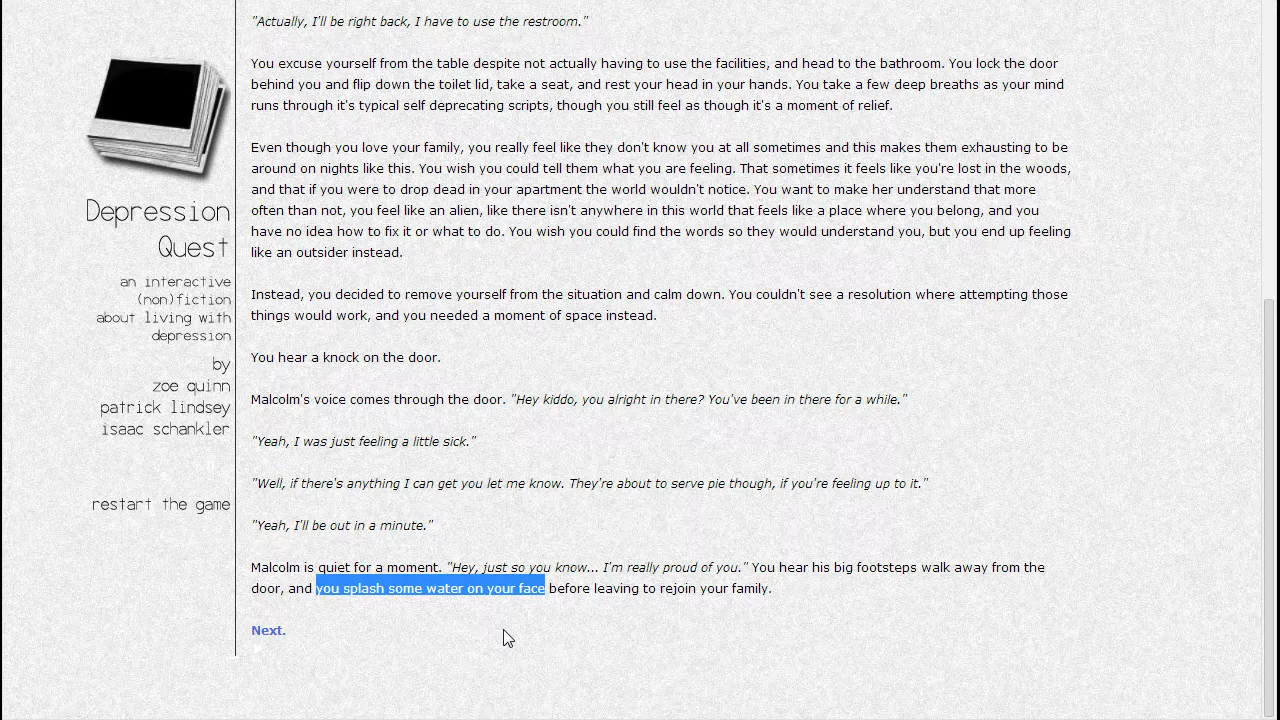 "Actually, I'll be right back, I have to use the restroom."
You excuse yourself from the table despite not actually having to use the facilities, and head to the bathroom. You lock the door
behind you and flip down the toilet lid, take a seat, and rest your head in your hands. You take a few deep breaths as your mind
runs through it's typical self deprecating scripts, though you still feel as though it's a moment of relief.
Even though you love your family, you really feel like they don't know you at all sometimes and this makes them exhausting to be
around on nights like this. You wish you could tell them what you are feeling. That sometimes it feels like you're lost in the woods,
and that if you were to drop dead in your apartment the world wouldn't notice. You want to make her understand that more
often than not, you feel like an alien, like there isn't anywhere in this world that feels like a place where you belong, and you
have no idea how to fix it or what to do. You wish you could find the words so they would understand you, but you end up feeling
like an outsider instead.
Instead, you decided to remove yourself from the situation and calm down. You couldn't see a resolution where attempting those
things would work, and you needed a moment of space instead.
You hear a knock on the door.
Malcolm's voice comes through the door. "Hey kiddo, you alright in there? You've been in there for a while."
"Yeah, I was just feeling a little sick."
"Well, if there's anything I can get you let me know. They're about to serve pie though, if you're feeling up to it."
"Yeah, I'll be out in a minute."
Malcolm is quiet for a moment. "Hey, just so you know... I'm really proud of you." You hear his big footsteps walk away from the
door, and you splash some water on your face before leaving to rejoin your family.
Next.
Depression
Quest
an interactive
(non)fiction
about living with
depression
by
zoe quinn
patrick lindsey
isaac schankler
restart the game